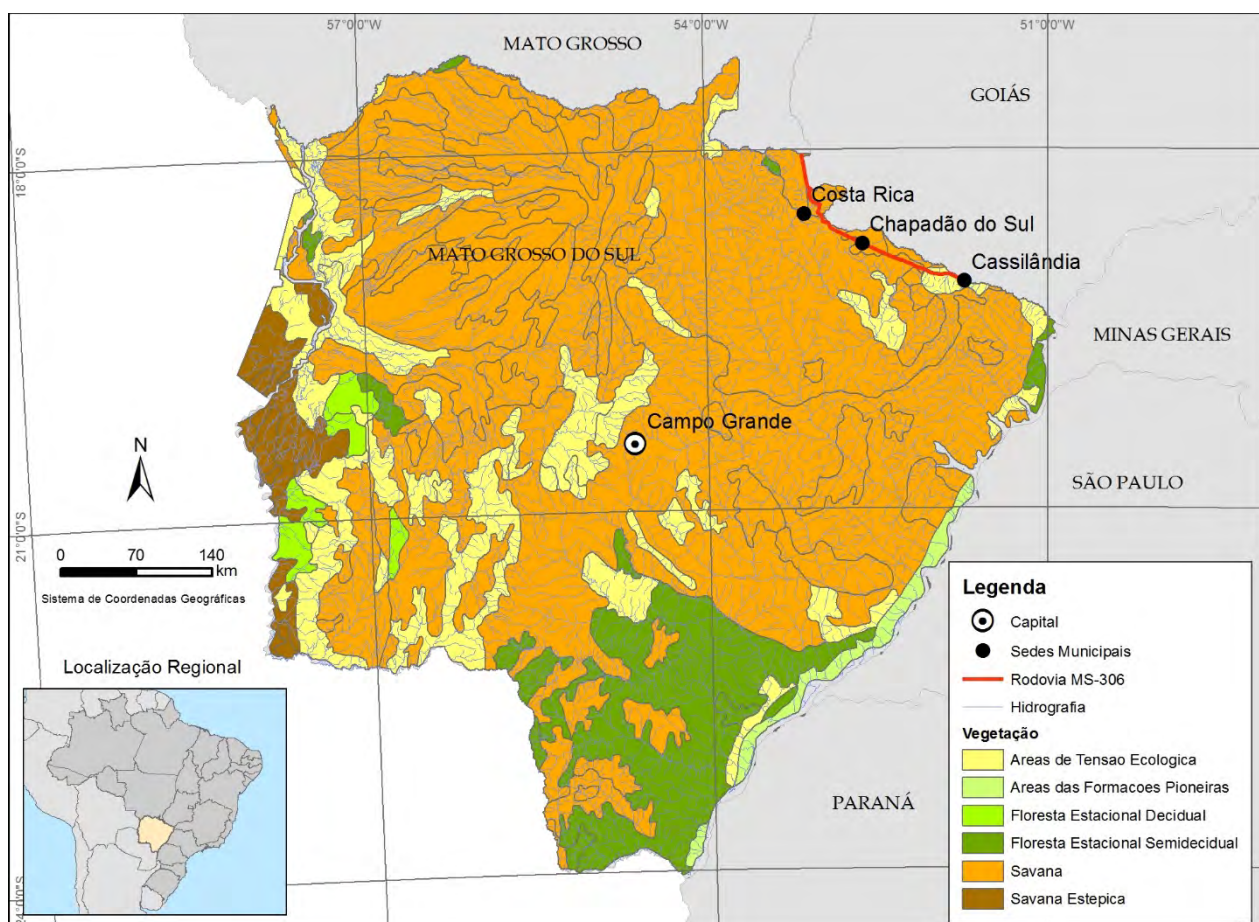 57°0'0"W
54°0'0"W
51°0'0"W
MATO GROSSO
GOIÁS
18°0'0"S
Costa Rica
Chapadão do Sul
MATO GROSSO DO SUL
Cassilândia
MINAS GERAIS
Campo Grande
N
SÃO PAULO
21°0'0"S
0 70 140
km
Sistema de Coordenadas Geográficas
Localização Regional
PARANÁ
24°0'0"S
Legenda
Capital
Sedes Municipais
Rodovia MS-306
Hidrografia
Vegetação
Areas de Tensao Ecologica
Areas das Formacoes Pioneiras
Floresta Estacional Decidual
Floresta Estacional Semidecidual
Savana
Savana Estepica